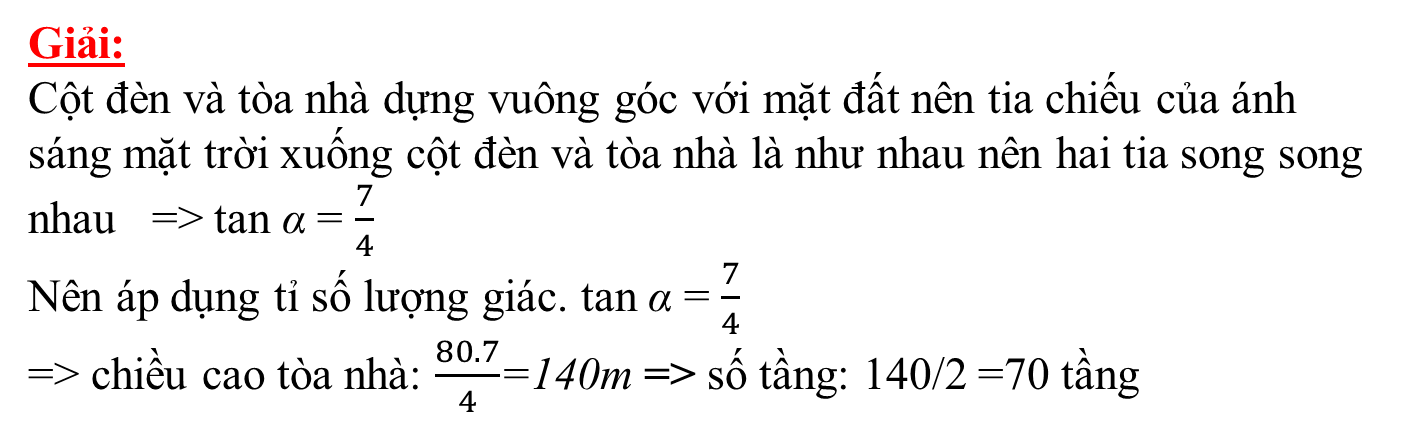 Giải:
Cột đèn và tòa nhà dựng vuông góc với mặt đất nên tia chiếu của ánh
sáng mặt trời xuống cột đèn và tòa nhà là như nhau nên hai tia song song
nhau => tan α = 7/4
Nên áp dụng tỉ số lượng giác. tan α = 7/4
=> chiều cao tòa nhà: 80.7/4=140m => số tầng: 140/2 =70 tầng